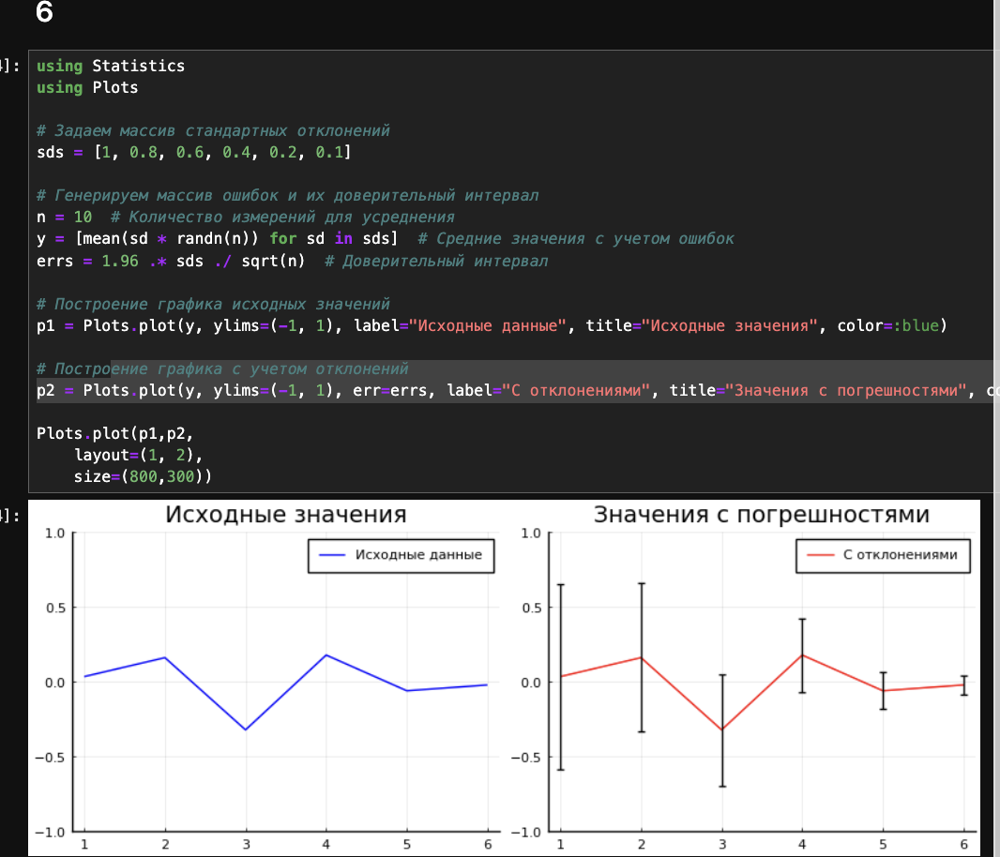 6
]:
using Statistics
using Plots
# Задаем массив стандартных отклонений
sds = [1, 0.8, 0.6, 0.4, 0.2, 0.1]
# Генерируем массив ошибок и их доверительный интервал
n = 10  # Количество измерений для усреднения
y = [mean(sd * randn(n)) for sd in sds]  # Средние значения с учетом ошибок
errs = 1.96 .* sds ./ sqrt(n)  # Доверительный интервал
# Построение графика исходных значений
p1 = Plots.plot(y, ylims=(-1, 1), label="Исходные данные", title="Исходные значения", color=:blue)
# Построение графика с учетом отклонений
p2 = Plots.plot(y, ylims=(-1, 1), err=errs, label="С отклонениями", title="Значения с погрешностями",
Plots.plot(p1,p2,
    layout=(1, 2),
    size=(800,300))
]:
Исходные значения
Исходные данные
1.0
0.5
0.0
−0.5
−1.0
1 2 3 4 5 6
Значения с погрешностями
С отклонениями
1.0
0.5
0.0
−0.5
−1.0
1 2 3 4 5 6